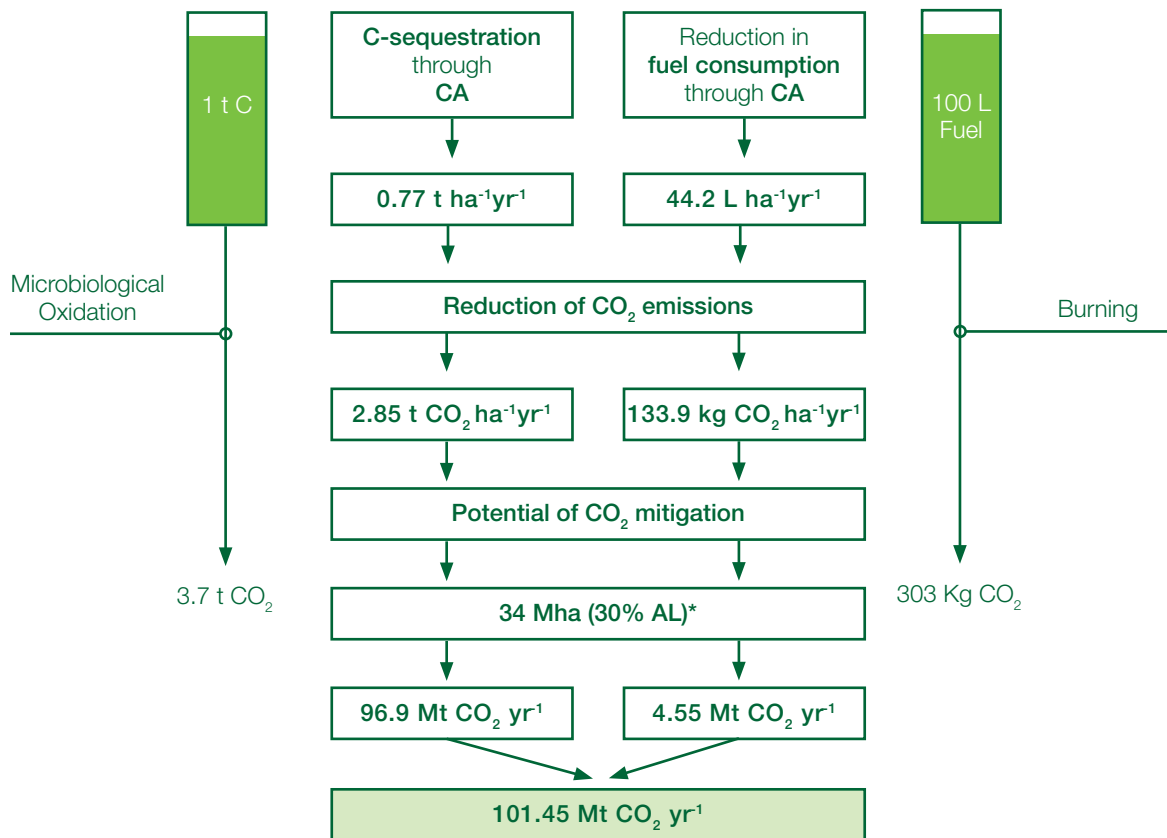 C-sequestration
through
CA
Reduction in
fuel consumption
through CA
1 t C
100 L
Fuel
0.77 t ha⁻¹yr⁻¹
44.2 L ha⁻¹yr⁻¹
Microbiological
Oxidation
Reduction of CO₂ emissions
Burning
2.85 t CO₂ ha⁻¹yr⁻¹
133.9 kg CO₂ ha⁻¹yr⁻¹
Potential of CO₂ mitigation
3.7 t CO₂
303 Kg CO₂
34 Mha (30% AL)*
96.9 Mt CO₂ yr⁻¹
4.55 Mt CO₂ yr⁻¹
101.45 Mt CO₂ yr⁻¹